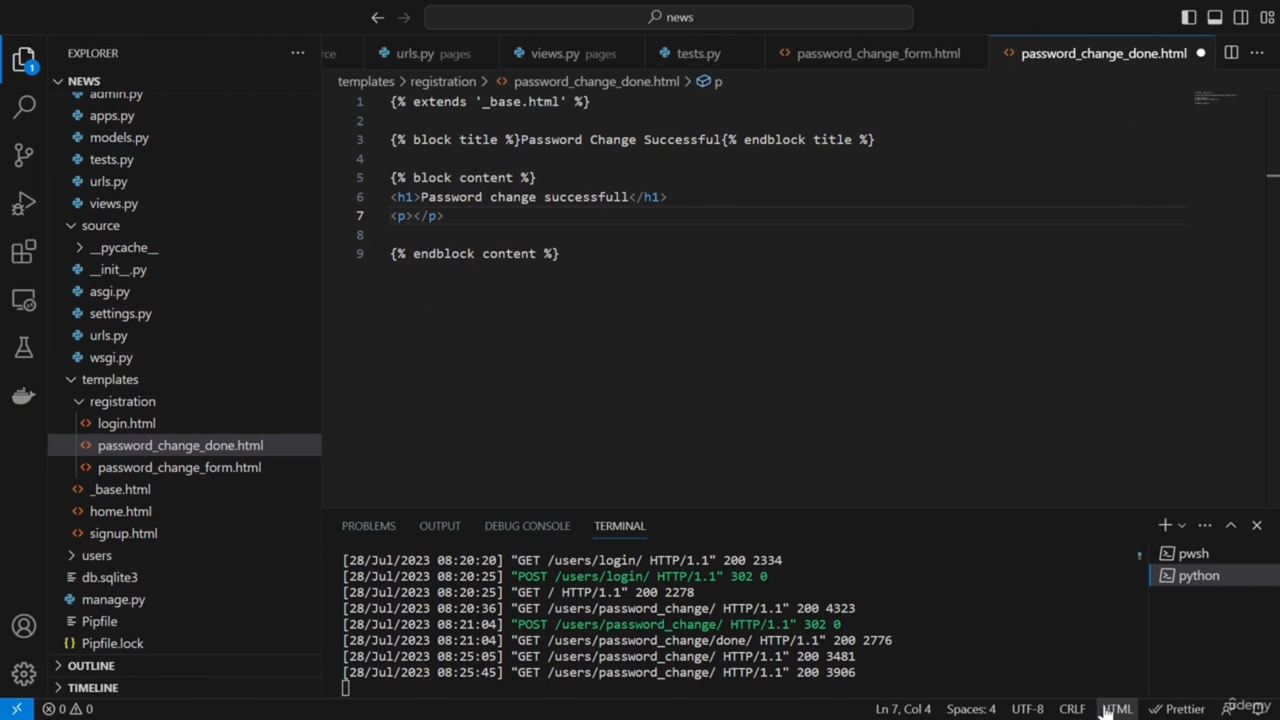 news
EXPLORER
urce
urls.py pages
views.py pages
tests.py
password_change_form.html
password_change_done.html
NEWS
templates > registration > password_change_done.html > p
admin.py
apps.py
models.py
tests.py
urls.py
views.py
source
__pycache__
__init__.py
asgi.py
settings.py
urls.py
wsgi.py
templates
registration
login.html
password_change_done.html
password_change_form.html
_base.html
home.html
signup.html
users
db.sqlite3
manage.py
Pipfile
Pipfile.lock
OUTLINE
TIMELINE
1 {% extends '_base.html' %}
2
3 {% block title %}Password Change Successful{% endblock title %}
4
5 {% block content %}
6 <h1>Password change successfull</h1>
7 <p></p>
8
9 {% endblock content %}
PROBLEMS OUTPUT DEBUG CONSOLE TERMINAL
[28/Jul/2023 08:20:20] "GET /users/login/ HTTP/1.1" 200 2334
[28/Jul/2023 08:20:25] "POST /users/login/ HTTP/1.1" 302 0
[28/Jul/2023 08:20:25] "GET / HTTP/1.1" 200 2278
[28/Jul/2023 08:20:36] "GET /users/password_change/ HTTP/1.1" 200 4323
[28/Jul/2023 08:21:04] "POST /users/password_change/ HTTP/1.1" 302 0
[28/Jul/2023 08:21:04] "GET /users/password_change/done/ HTTP/1.1" 200 2776
[28/Jul/2023 08:25:05] "GET /users/password_change/ HTTP/1.1" 200 3481
[28/Jul/2023 08:25:45] "GET /users/password_change/ HTTP/1.1" 200 3906
pwsh
python
1
0 0
Ln 7, Col 4
Spaces: 4
UTF-8
CRLF
HTML
Prettier
udemy